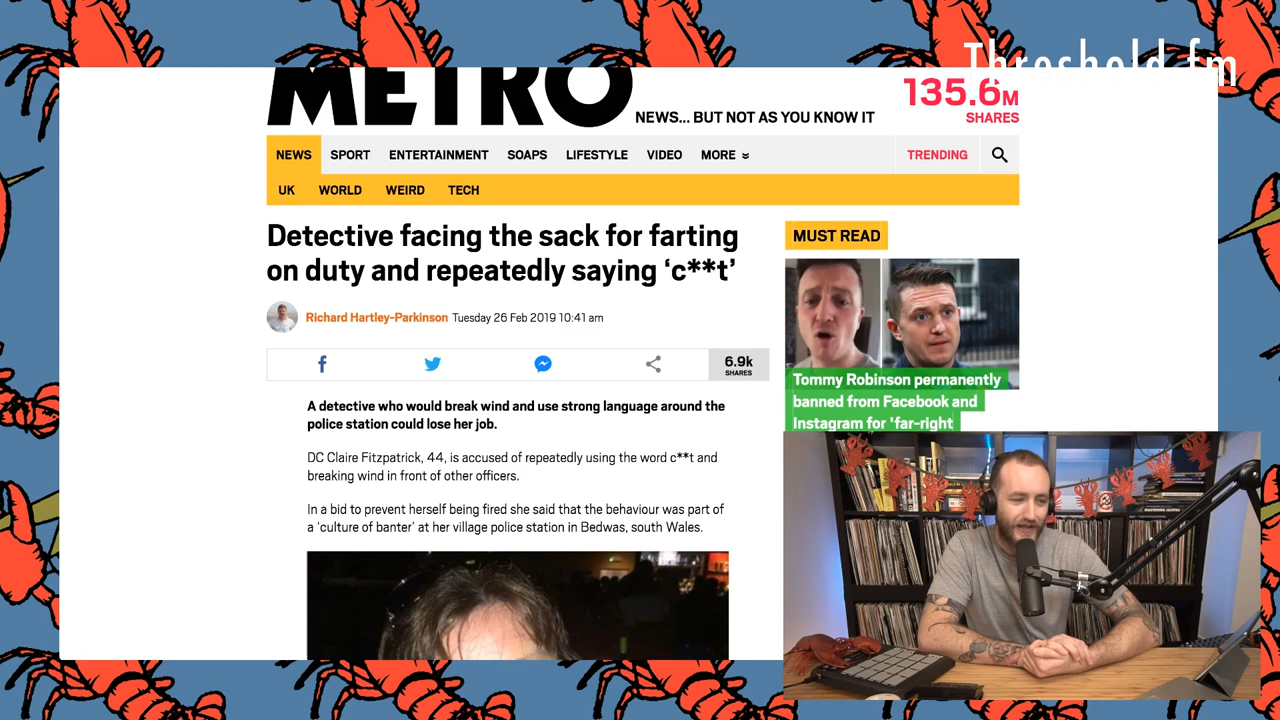 Threshold.fm
METRO
NEWS... BUT NOT AS YOU KNOW IT
135.6M
SHARES
NEWS SPORT ENTERTAINMENT SOAPS LIFESTYLE VIDEO MORE TRENDING
UK WORLD WEIRD TECH
Detective facing the sack for farting
on duty and repeatedly saying ‘c**t’
Richard Hartley-Parkinson Tuesday 26 Feb 2019 10:41 am
6.9k
SHARES
A detective who would break wind and use strong language around the
police station could lose her job.
DC Claire Fitzpatrick, 44, is accused of repeatedly using the word c**t and
breaking wind in front of other officers.
In a bid to prevent herself being fired she said that the behaviour was part of
a ‘culture of banter’ at her village police station in Bedwas, south Wales.
MUST READ
Tommy Robinson permanently
banned from Facebook and
Instagram for 'far-right